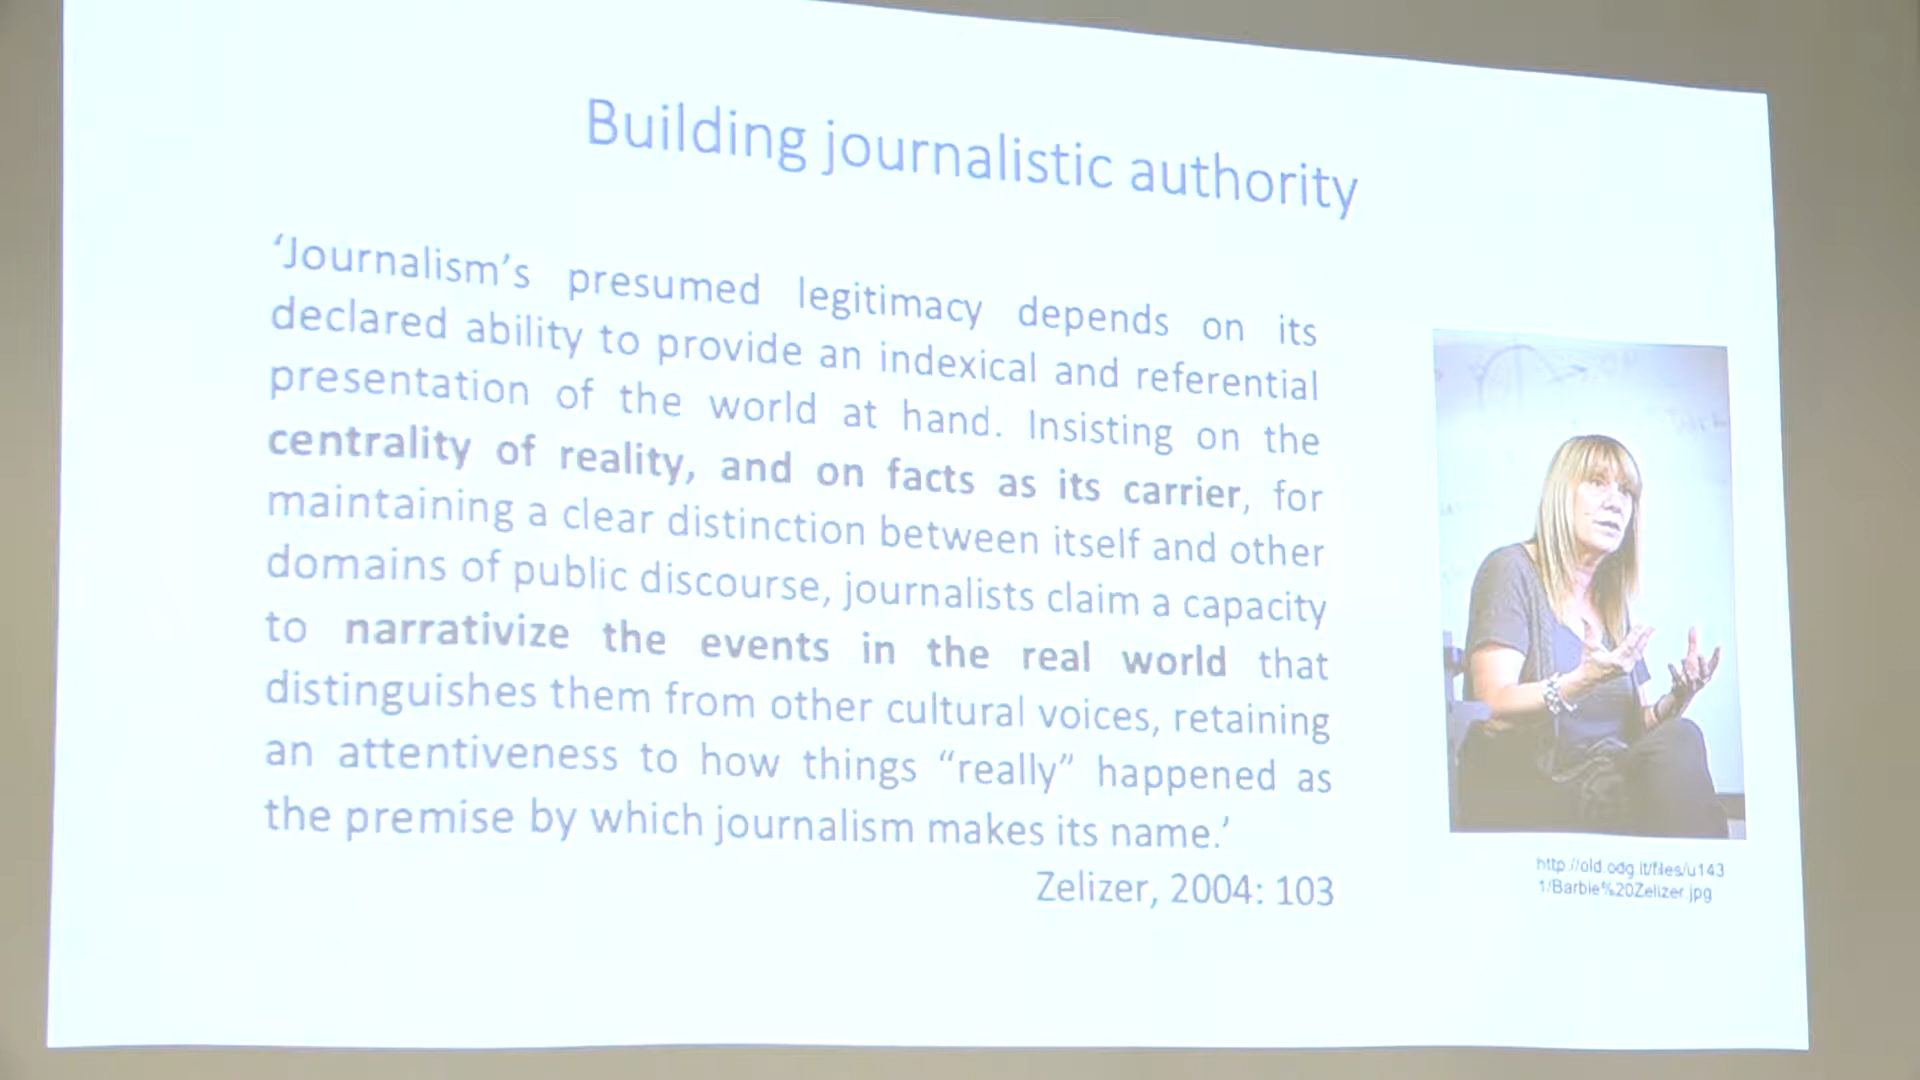 Building journalistic authority
‘Journalism’s presumed legitimacy depends on its
declared ability to provide an indexical and referential
presentation of the world at hand. Insisting on the
centrality of reality, and on facts as its carrier, for
maintaining a clear distinction between itself and other
domains of public discourse, journalists claim a capacity
to narrativize the events in the real world that
distinguishes them from other cultural voices, retaining
an attentiveness to how things “really” happened as
the premise by which journalism makes its name.’
Zelizer, 2004: 103
http://old.odg.it/files/u143
1/Barbie%20Zelizer.jpg